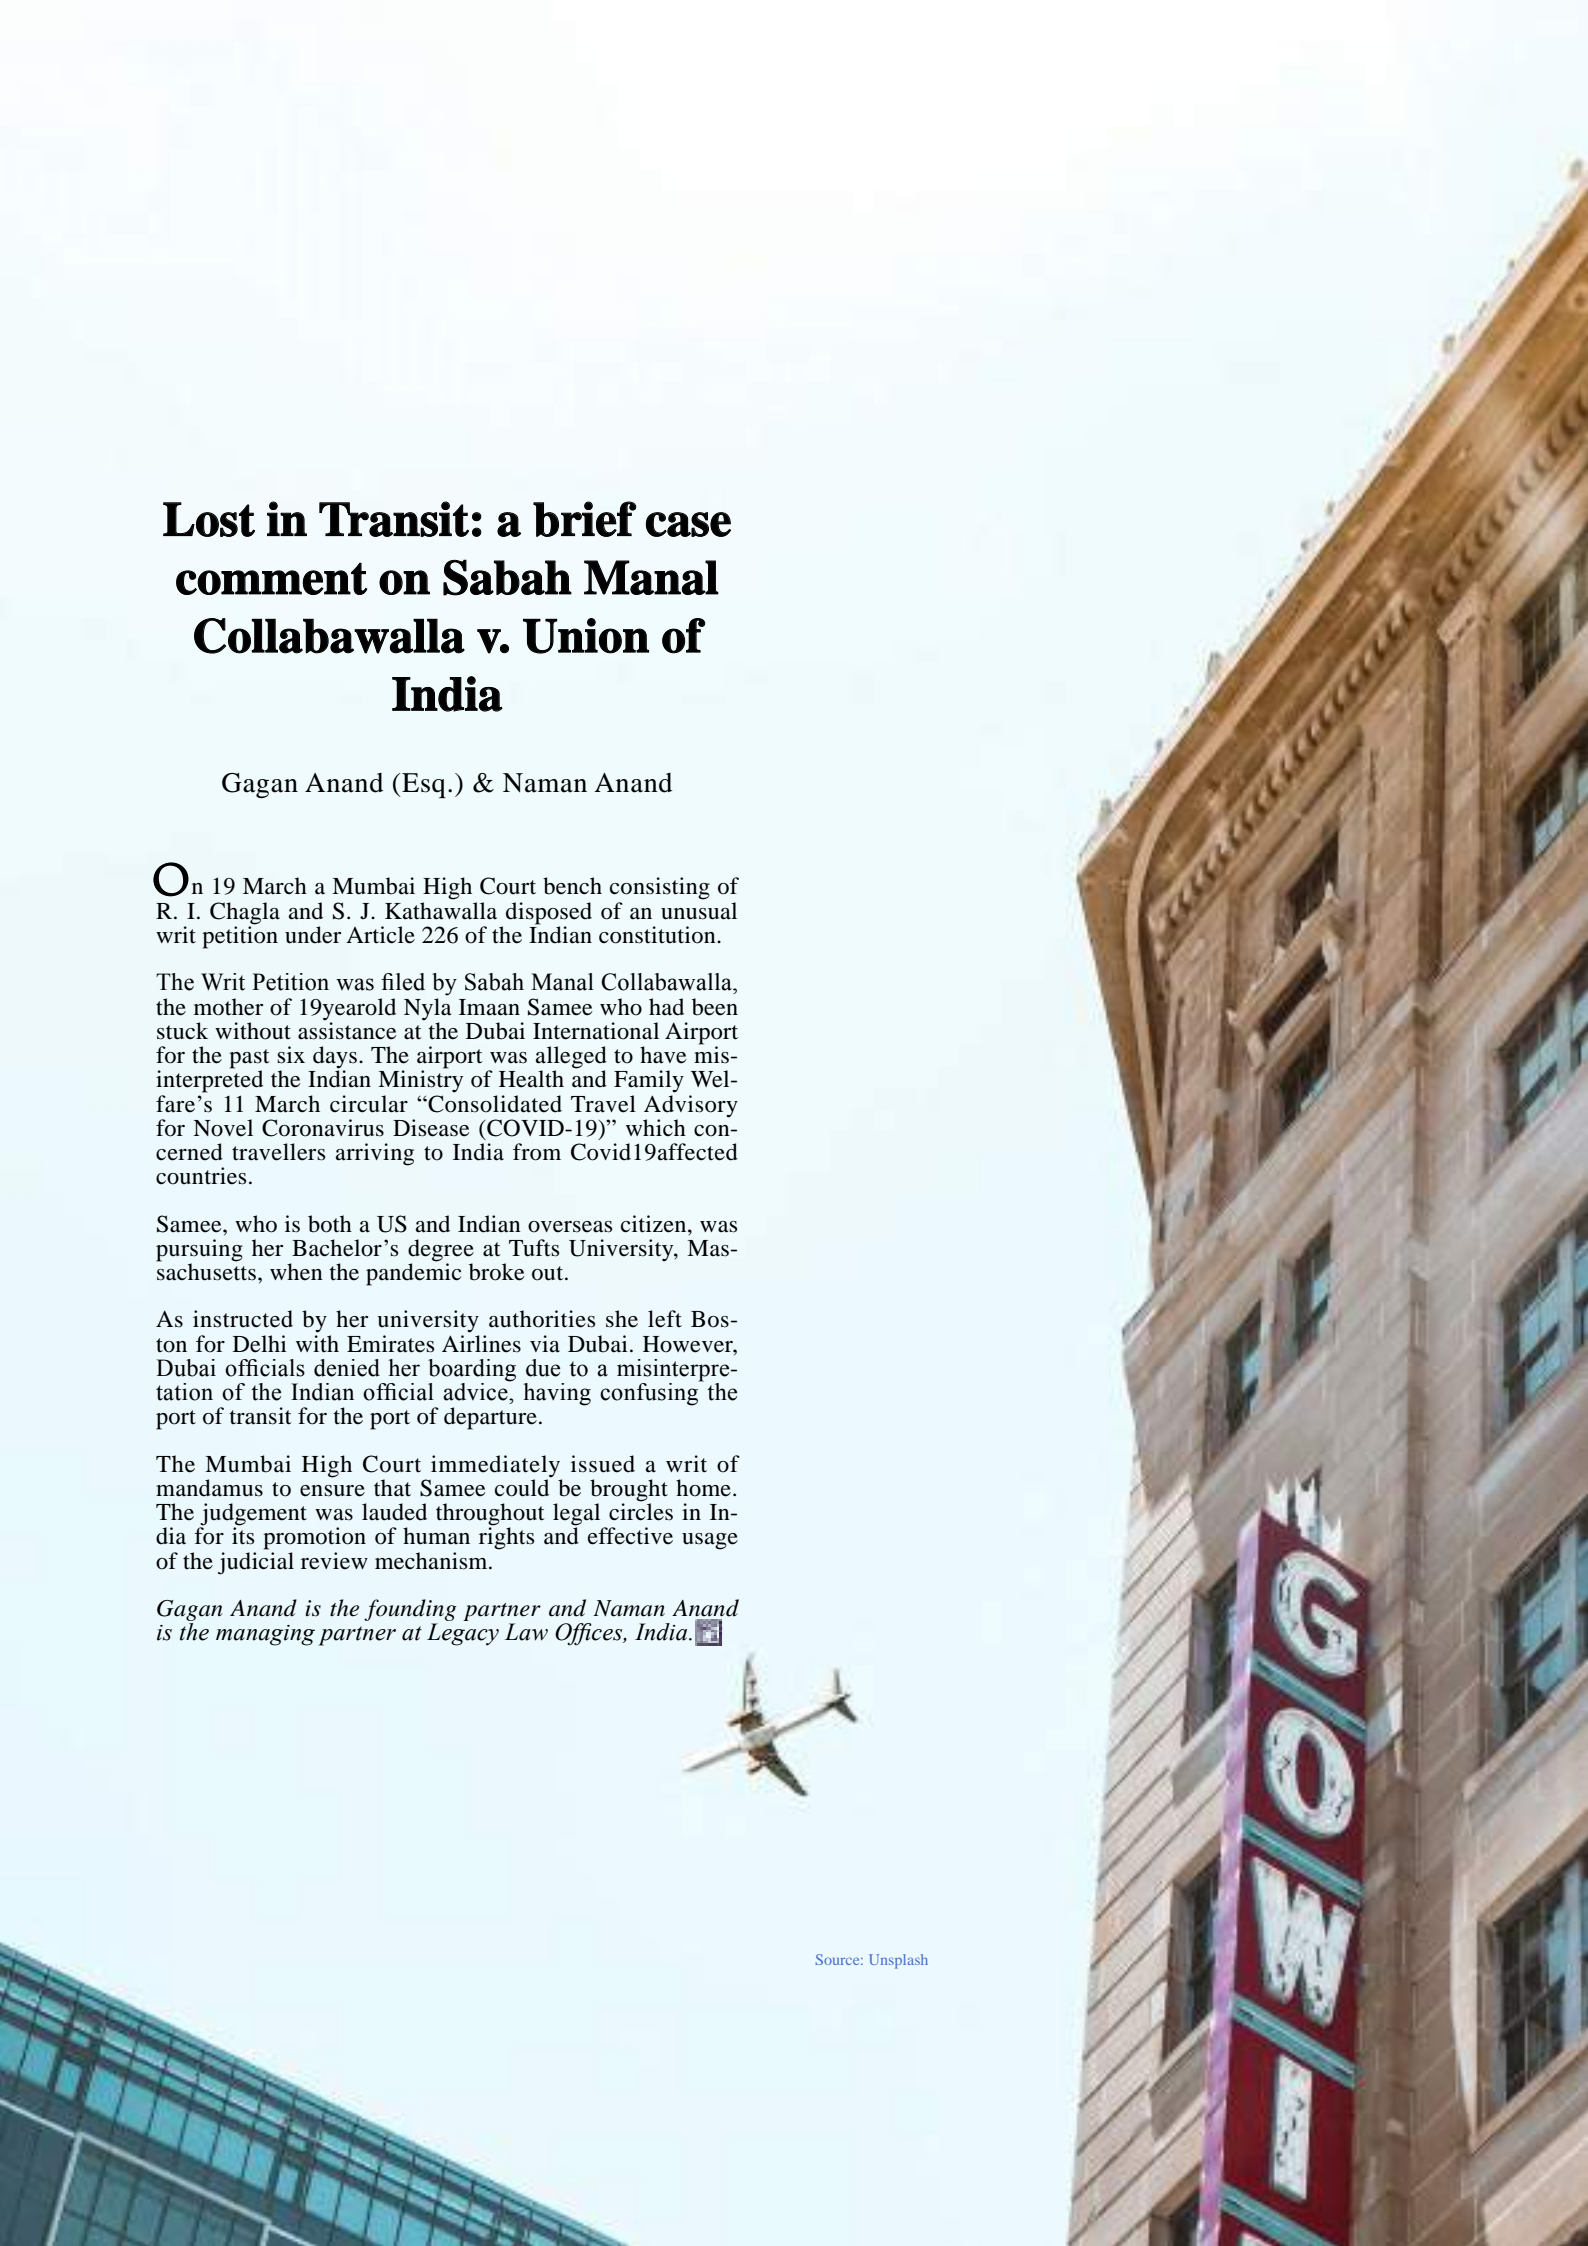 Lost in Transit: a brief case
comment on Sabah Manal
Collabawalla v. Union of
India
Gagan Anand (Esq.) & Naman Anand
On 19 March a Mumbai High Court bench consisting of
R. I. Chagla and S. J. Kathawalla disposed of an unusual
writ petition under Article 226 of the Indian constitution.
The Writ Petition was filed by Sabah Manal Collabawalla,
the mother of 19yearold Nyla Imaan Samee who had been
stuck without assistance at the Dubai International Airport
for the past six days. The airport was alleged to have mis-
interpreted the Indian Ministry of Health and Family Wel-
fare’s 11 March circular “Consolidated Travel Advisory
for Novel Coronavirus Disease (COVID-19)” which con-
cerned travellers arriving to India from Covid19affected
countries.
Samee, who is both a US and Indian overseas citizen, was
pursuing her Bachelor’s degree at Tufts University, Mas-
sachusetts, when the pandemic broke out.
As instructed by her university authorities she left Bos-
ton for Delhi with Emirates Airlines via Dubai. However,
Dubai officials denied her boarding due to a misinterpre-
tation of the Indian official advice, having confusing the
port of transit for the port of departure.
The Mumbai High Court immediately issued a writ of
mandamus to ensure that Samee could be brought home.
The judgement was lauded throughout legal circles in In-
dia for its promotion of human rights and effective usage
of the judicial review mechanism.
Gagan Anand is the founding partner and Naman Anand
is the managing partner at Legacy Law Offices, India.
Source: Unsplash
GOWI